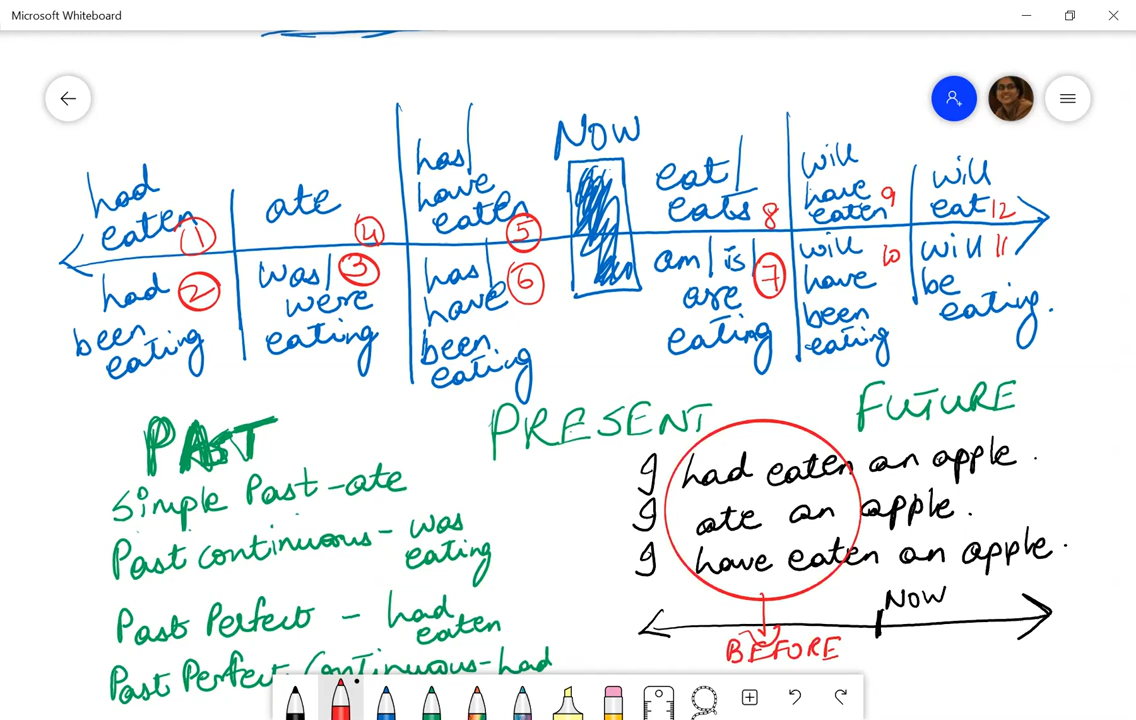 Microsoft Whiteboard
NOW
had
eaten 1
ate 4
has/
have
eaten 5
eat/
eats 8
will
have
eaten 9
will
eat 12
had 2
been
eating
was/ 3
were
eating
has/ 6
have
been
eating
am/is/ 7
are
eating
will 10
have
been
eating
will 11
be
eating.
PAST
PRESENT
FUTURE
Simple Past - ate
Past continuous - was
eating
Past Perfect - had
eaten
Past Perfect Continuous - had
I had eaten an apple.
I ate an apple.
I have eaten an apple.
NOW
BEFORE